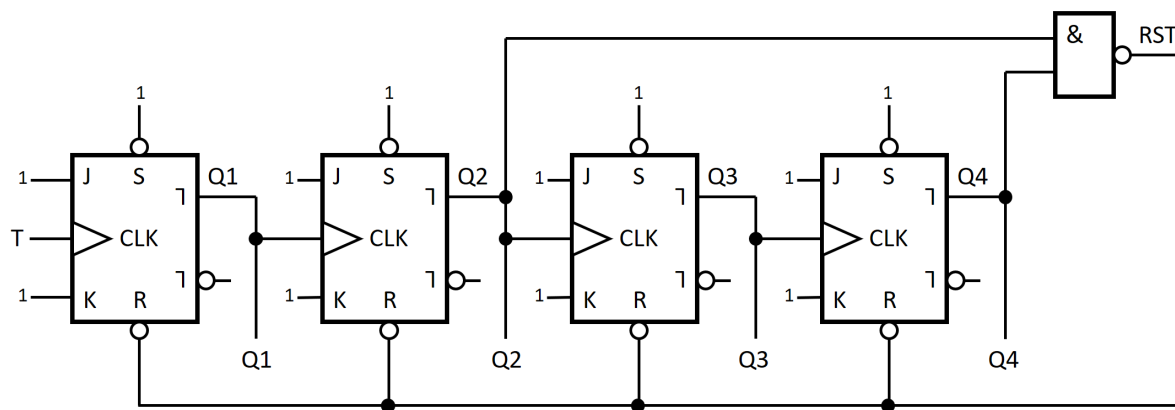 & RST
1 1 1 1
J S Q1 J S Q2 J S Q3 J S Q4
1 1 1 1
T CLK CLK CLK CLK
1 K R 1 K R 1 K R 1 K R
Q1 Q2 Q3 Q4